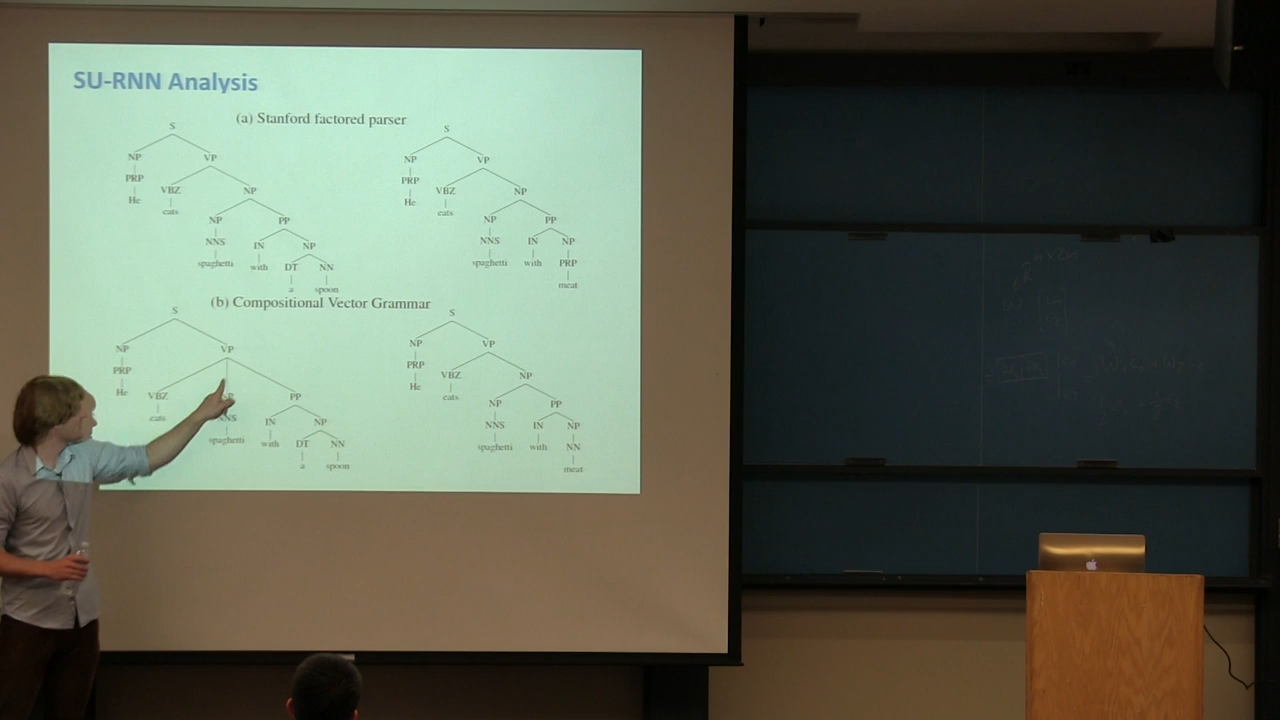 SU-RNN Analysis
(a) Stanford factored parser
S
NP VP
PRP VBZ NP
He eats NP PP
NNS IN NP
spaghetti with DT NN
a spoon
S
NP VP
PRP VBZ NP
He eats NP PP
NNS IN NP
spaghetti with PRP
meat
(b) Compositional Vector Grammar
S
NP VP
PRP
He VBZ PP
eats NNS IN NP
spaghetti with DT NN
a spoon
S
NP VP
PRP VBZ NP
He eats NP PP
NNS IN NP
spaghetti with NN
meat